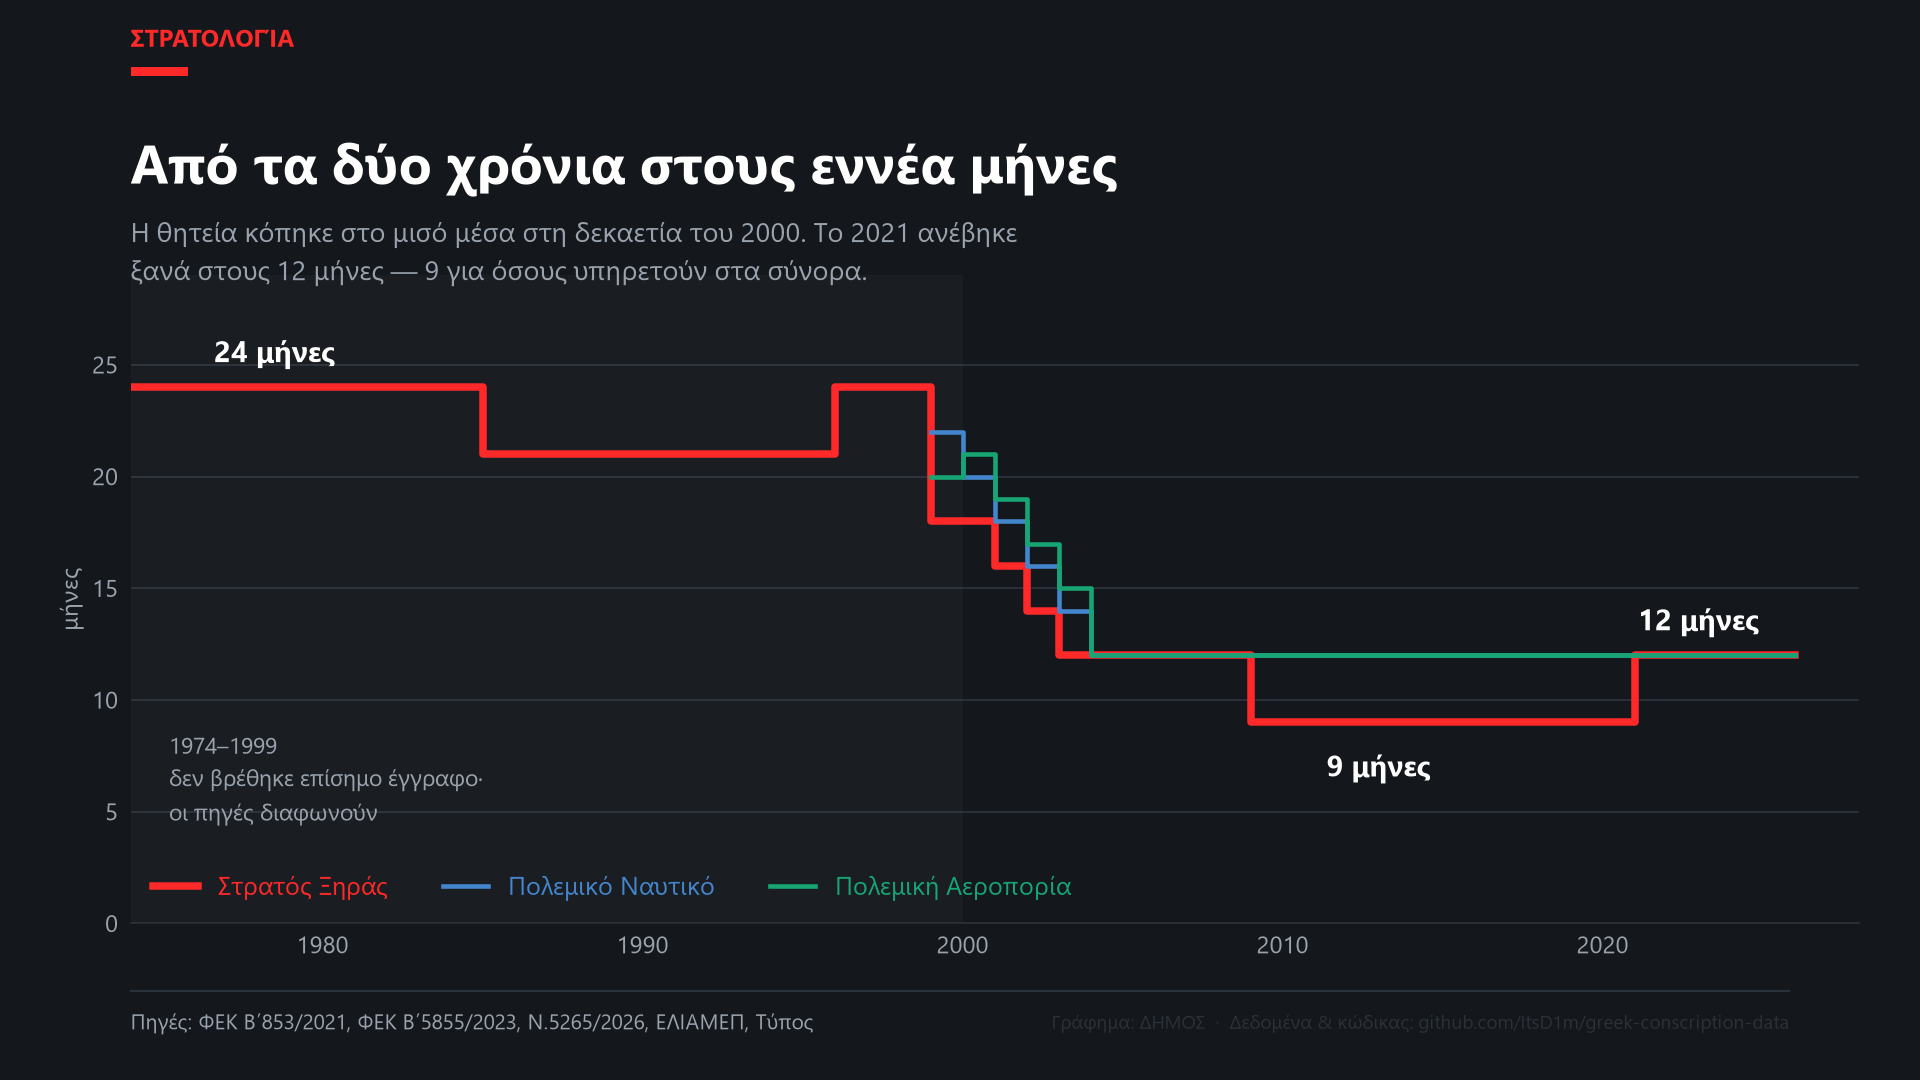 ΣΤΡΑΤΟΛΟΓΊΑ
Από τα δύο χρόνια στους εννέα μήνες
Η θητεία κόπηκε στο μισό μέσα στη δεκαετία του 2000. Το 2021 ανέβηκε
ξανά στους 12 μήνες — 9 για όσους υπηρετούν στα σύνορα.
24 μήνες
25
20
15
10
5
0
μήνες
12 μήνες
9 μήνες
1974–1999
δεν βρέθηκε επίσημο έγγραφο·
οι πηγές διαφωνούν
Στρατός Ξηράς
Πολεμικό Ναυτικό
Πολεμική Αεροπορία
1980
1990
2000
2010
2020
Πηγές: ΦΕΚ Β΄853/2021, ΦΕΚ Β΄5855/2023, Ν.5265/2026, ΕΛΙΑΜΕΠ, Τύπος
Γράφημα: ΔΗΜΟΣ · Δεδομένα & κώδικας: github.com/ItsD1m/greek-conscription-data